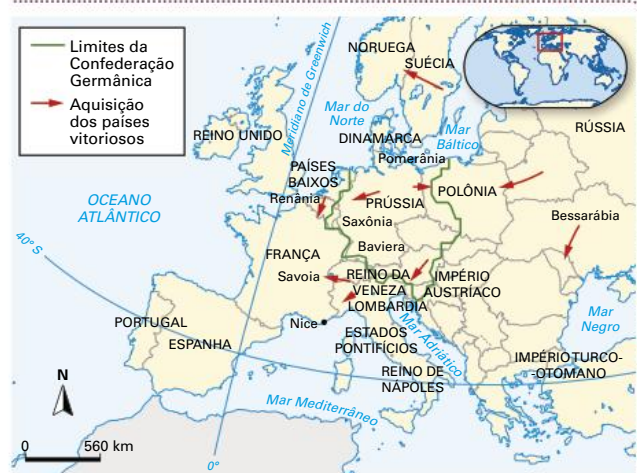 Limites da
Confederação
Germânica
Aquisição
dos países
vitoriosos
Meridiano de Greenwich
NORUEGA
SUÉCIA
Mar do
Norte
Mar
Báltico
RÚSSIA
REINO UNIDO
DINAMARCA
Pomerânia
PAÍSES
BAIXOS
Renânia
PRÚSSIA
POLÔNIA
OCEANO
ATLÂNTICO
Saxônia
Bessarábia
40° S
Baviera
FRANÇA
Savoia
REINO DA
VENEZA
LOMBARDIA
IMPÉRIO
AUSTRÍACO
Mar
Negro
Nice
Mar Adriático
PORTUGAL
ESPANHA
ESTADOS
PONTIFÍCIOS
IMPÉRIO TURCO-
-OTOMANO
REINO DE
NÁPOLES
N
Mar Mediterrâneo
0 560 km
0°